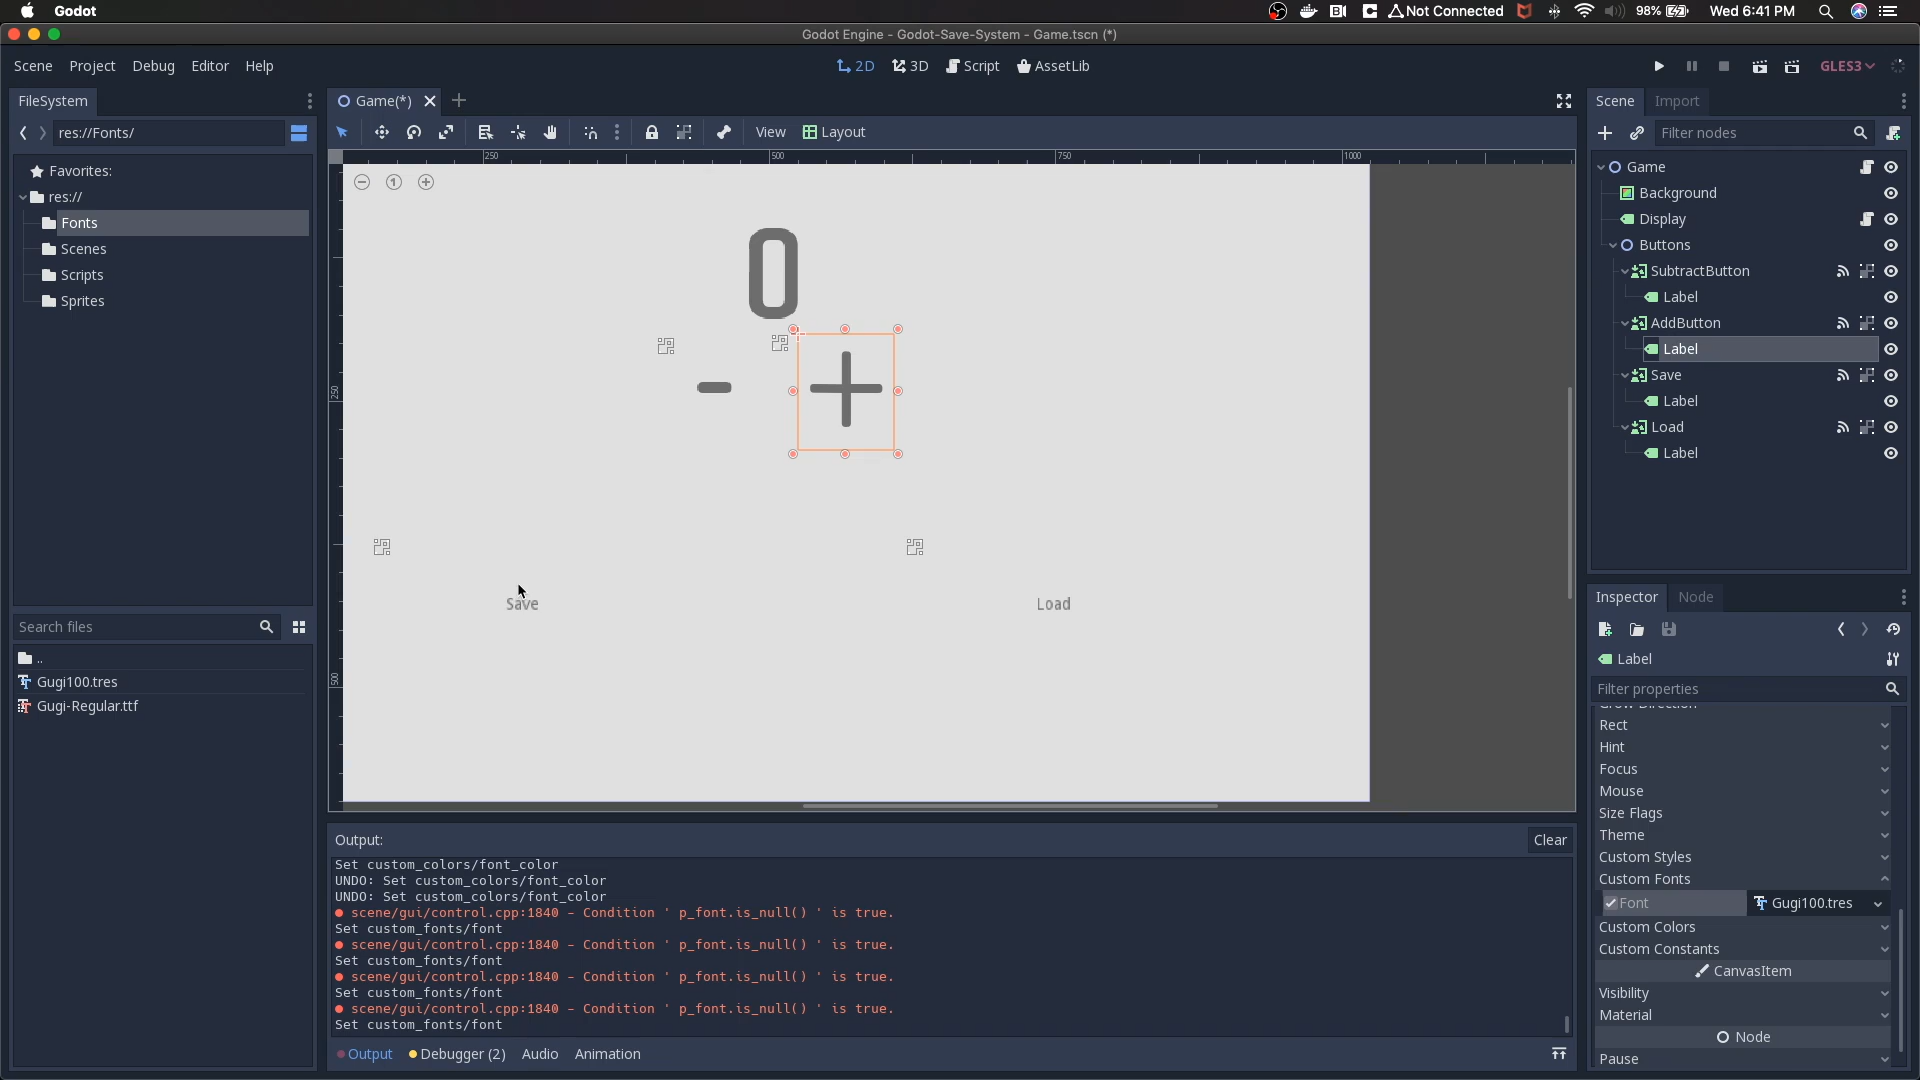 Godot
Not Connected
98%
Wed 6:41 PM
Godot Engine - Godot-Save-System - Game.tscn (*)
Scene Project Debug Editor Help
2D 3D Script AssetLib
GLES3
FileSystem
res://Fonts/
Favorites:
res://
Fonts
Scenes
Scripts
Sprites
Search files
..
Gugi100.tres
Gugi-Regular.ttf
Game(*)
View Layout
250 500 750 1000
250
500
0
- +
Save Load
Output:
Clear
Set custom_colors/font_color
UNDO: Set custom_colors/font_color
UNDO: Set custom_colors/font_color
scene/gui/control.cpp:1840 - Condition ' p_font.is_null() ' is true.
Set custom_fonts/font
scene/gui/control.cpp:1840 - Condition ' p_font.is_null() ' is true.
Set custom_fonts/font
scene/gui/control.cpp:1840 - Condition ' p_font.is_null() ' is true.
Set custom_fonts/font
scene/gui/control.cpp:1840 - Condition ' p_font.is_null() ' is true.
Set custom_fonts/font
Output Debugger (2) Audio Animation
Scene Import
Filter nodes
Game
Background
Display
Buttons
SubtractButton
Label
AddButton
Label
Save
Label
Load
Label
Inspector Node
Label
Filter properties
Grow Direction
Rect
Hint
Focus
Mouse
Size Flags
Theme
Custom Styles
Custom Fonts
Font Gugi100.tres
Custom Colors
Custom Constants
CanvasItem
Visibility
Material
Node
Pause